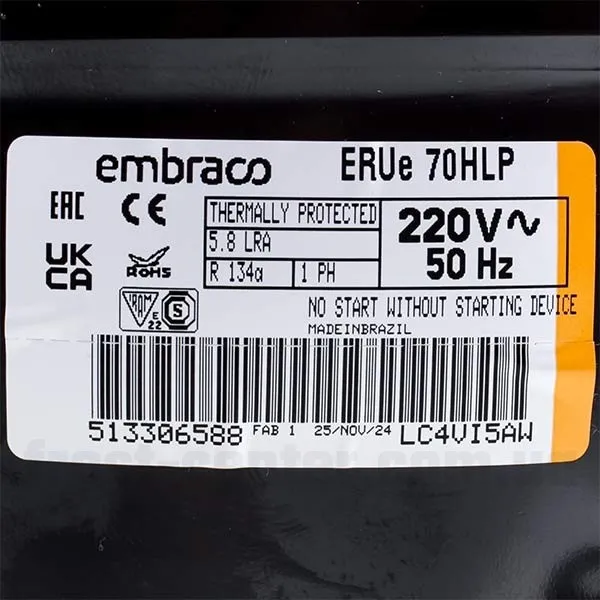 embraco ERUe 70HLP
EAC CE
THERMALLY PROTECTED
5.8 LRA
R 134a 1 PH
220V~
50 Hz
UK
CA
RoHS
E
22
S
NO START WITHOUT STARTING DEVICE
MADEINBRAZIL
513306588 FAB 1 25/NOV/24 LC4VI5AW